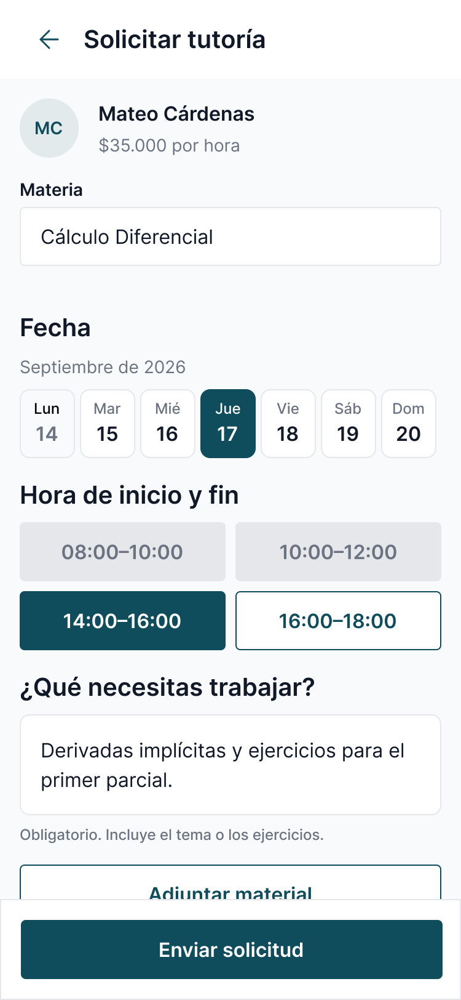 Solicitar tutoría
MC
Mateo Cárdenas
$35.000 por hora
Materia
Cálculo Diferencial
Fecha
Septiembre de 2026
Lun Mar Mié Jue Vie Sáb Dom
14 15 16 17 18 19 20
Hora de inicio y fin
08:00–10:00 10:00–12:00
14:00–16:00 16:00–18:00
¿Qué necesitas trabajar?
Derivadas implícitas y ejercicios para el
primer parcial.
Obligatorio. Incluye el tema o los ejercicios.
Adjuntar material
Enviar solicitud